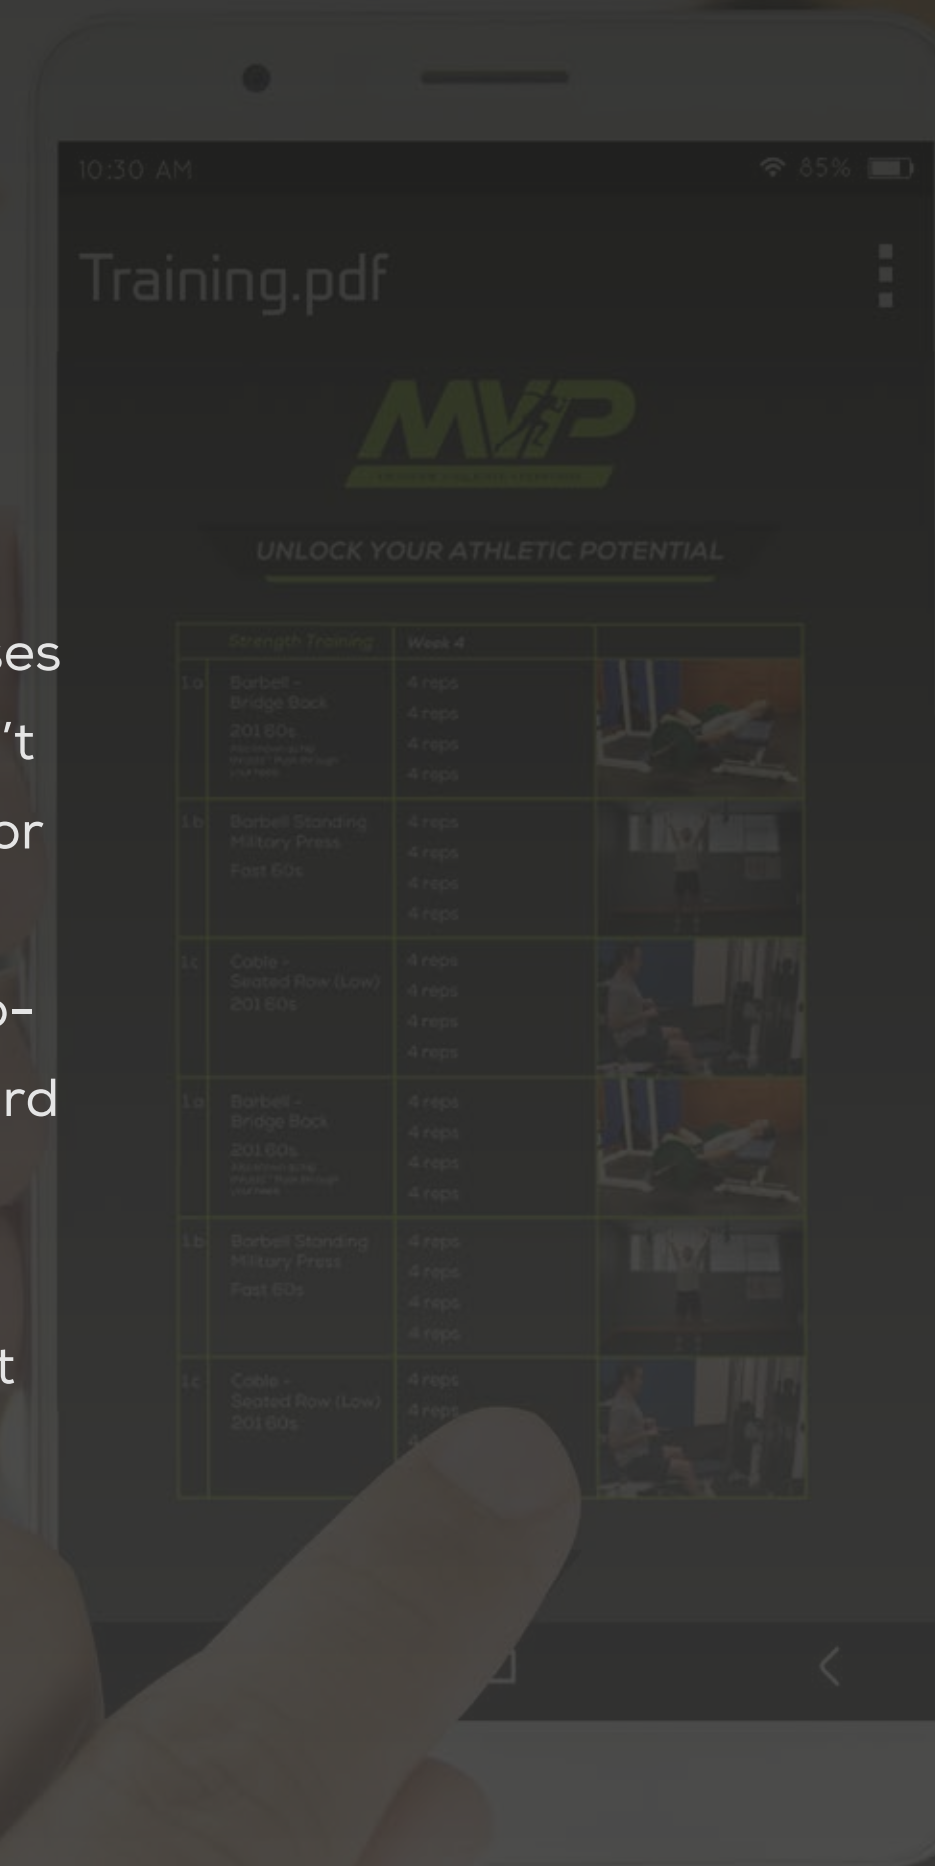 10:30 AM
85%
Training.pdf
MVP
UNLOCK YOUR ATHLETIC POTENTIAL
Strength Training Week 4
1a Barbell - 4 reps
Bridge Back 4 reps
201 60s 4 reps
your heels 4 reps
1b Barbell Standing 4 reps
Military Press 4 reps
Fast 60s 4 reps
4 reps
1c Cable - 4 reps
Seated Row (Low) 4 reps
201 60s 4 reps
4 reps
1a Barbell - 4 reps
Bridge Back 4 reps
201 60s 4 reps
your heels 4 reps
1b Barbell Standing 4 reps
Military Press 4 reps
Fast 60s 4 reps
4 reps
1c Cable - 4 reps
Seated Row (Low) 4 reps
201 60s
es
't
or
-
rd
t